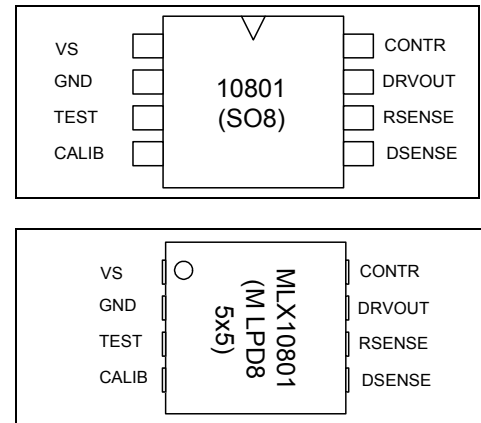 VS CONTR
GND DRVOUT
10801
TEST (SO8) RSENSE
CALIB DSENSE
VS CONTR
GND DRVOUT
TEST RSENSE
CALIB DSENSE
MLX10801
(M LPD8
5x5)